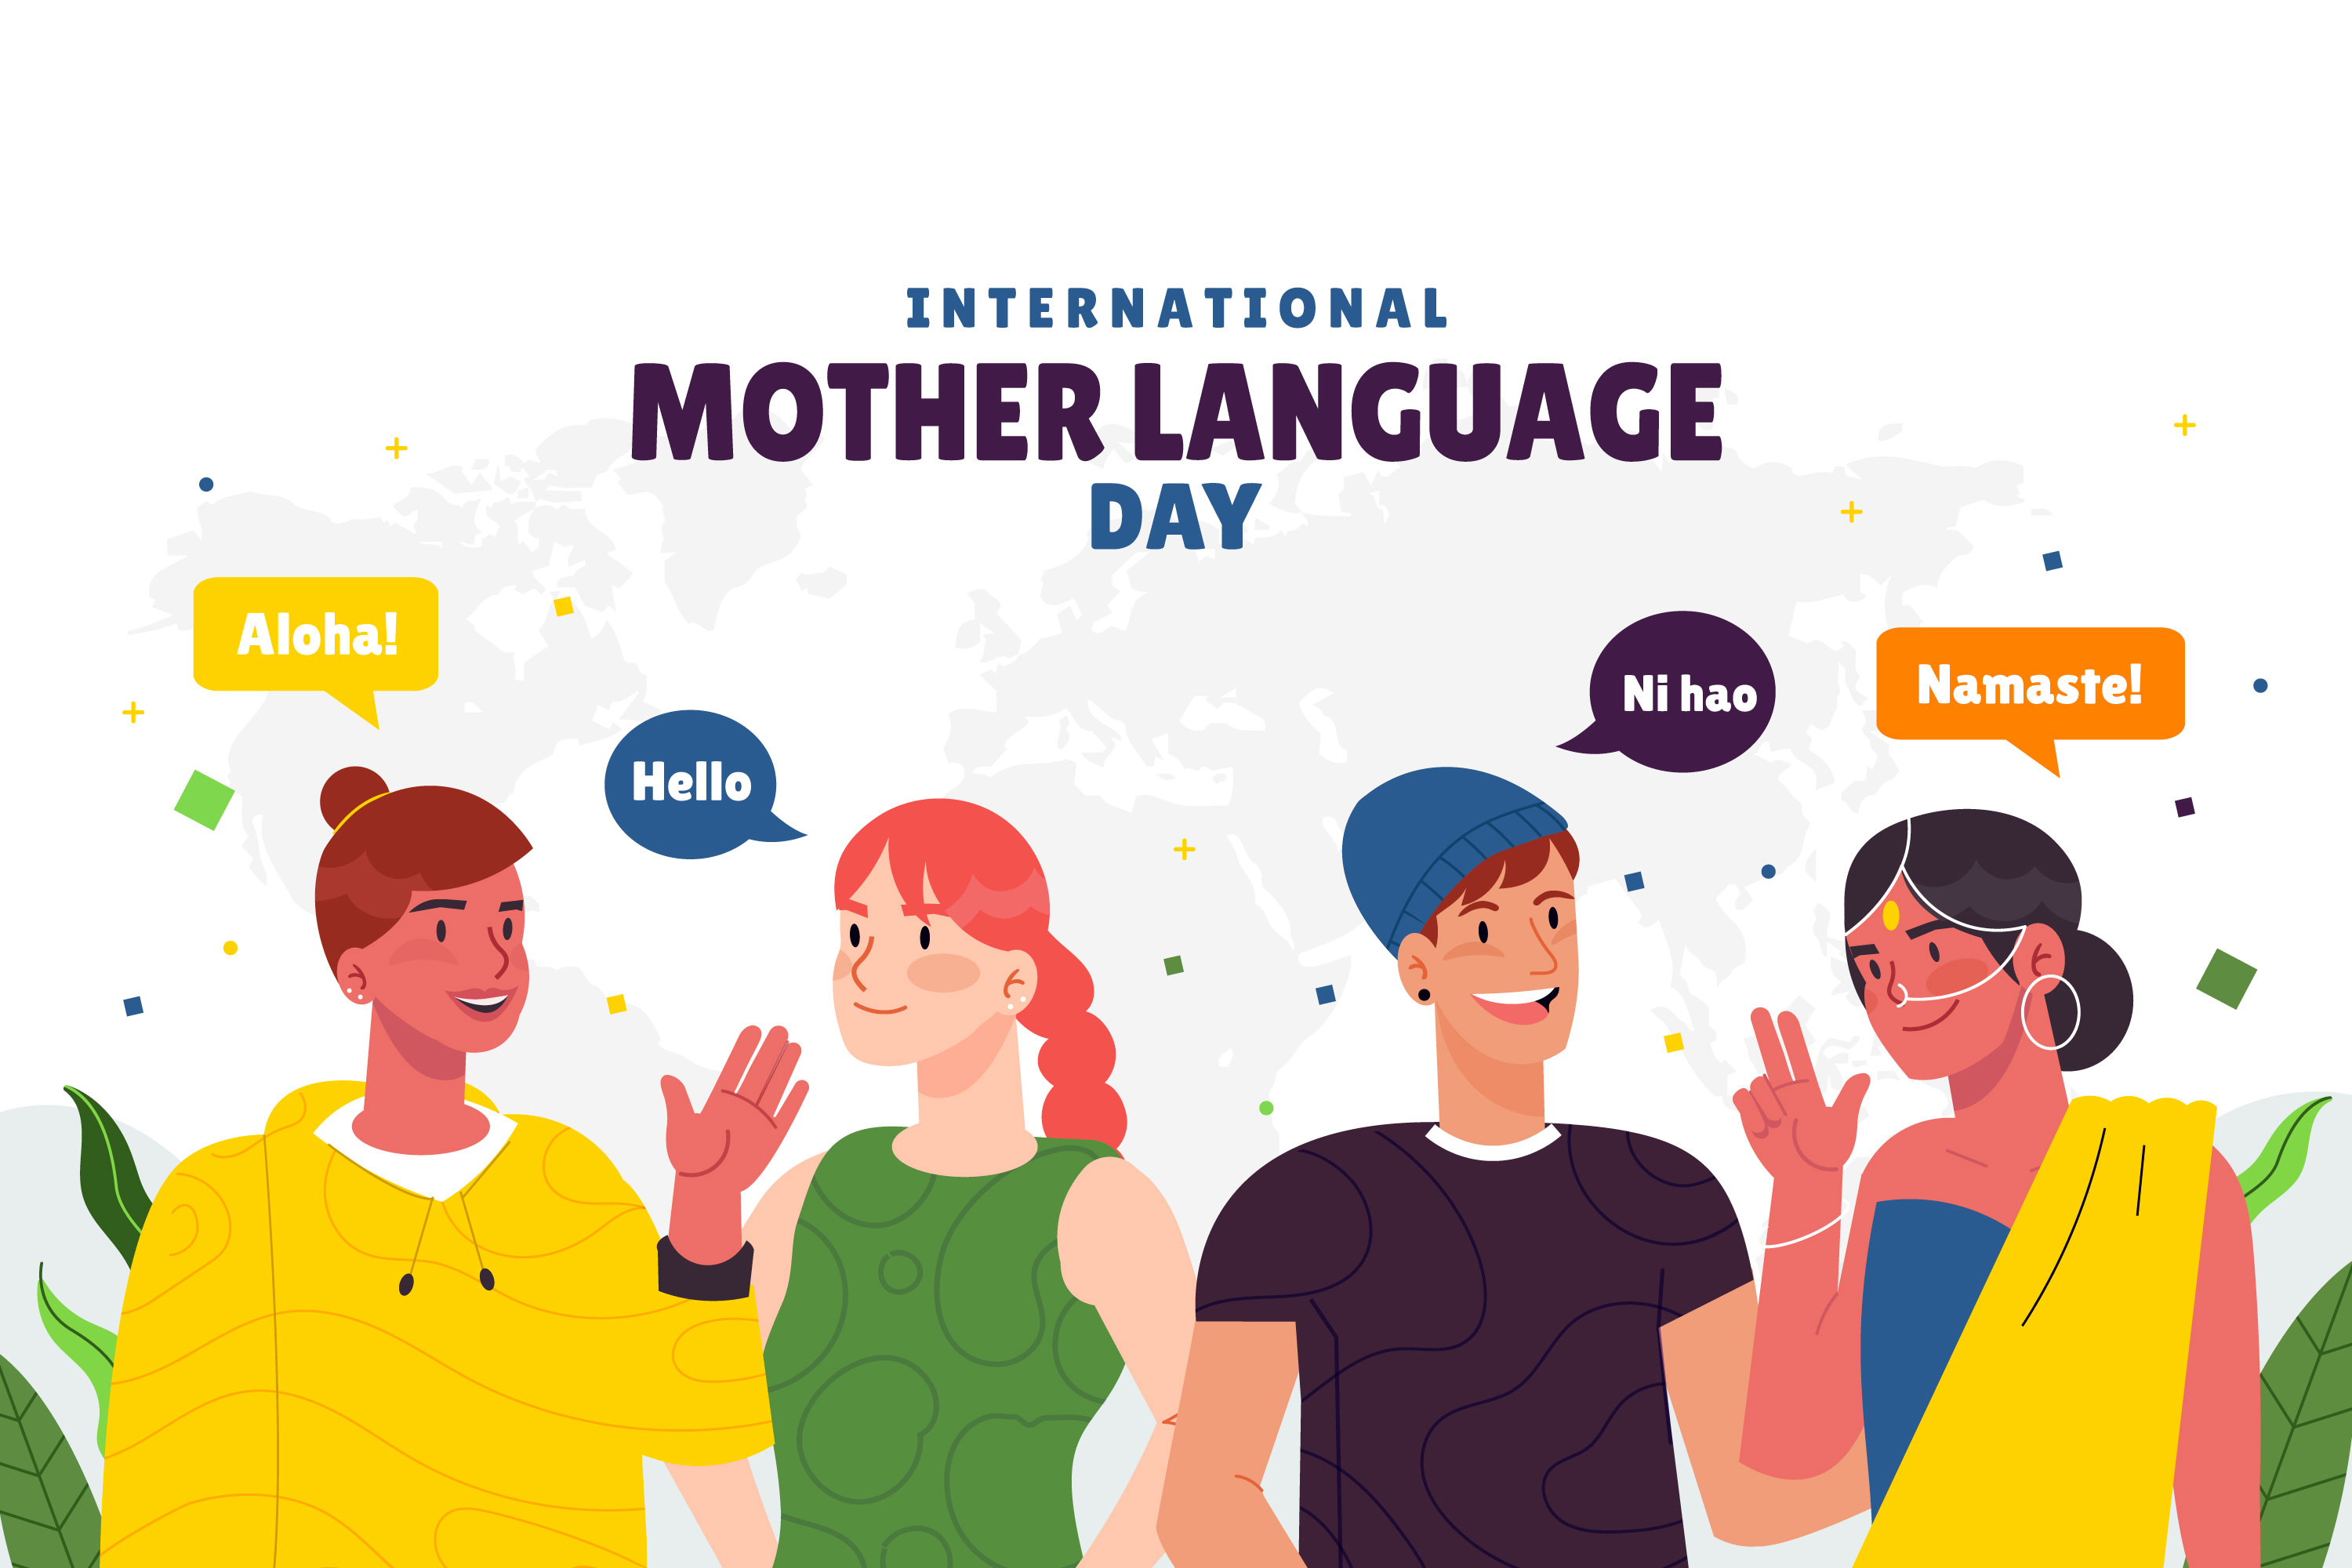 INTERNATIONAL
MOTHER LANGUAGE
DAY
Aloha!
Hello
Ni hao
Namaste!